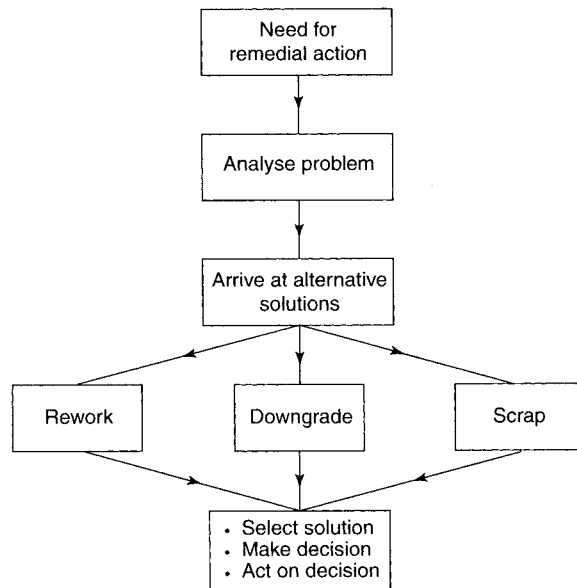 Need for
remedial action
Analyse problem
Arrive at alternative
solutions
Rework
Downgrade
Scrap
• Select solution
• Make decision
• Act on decision